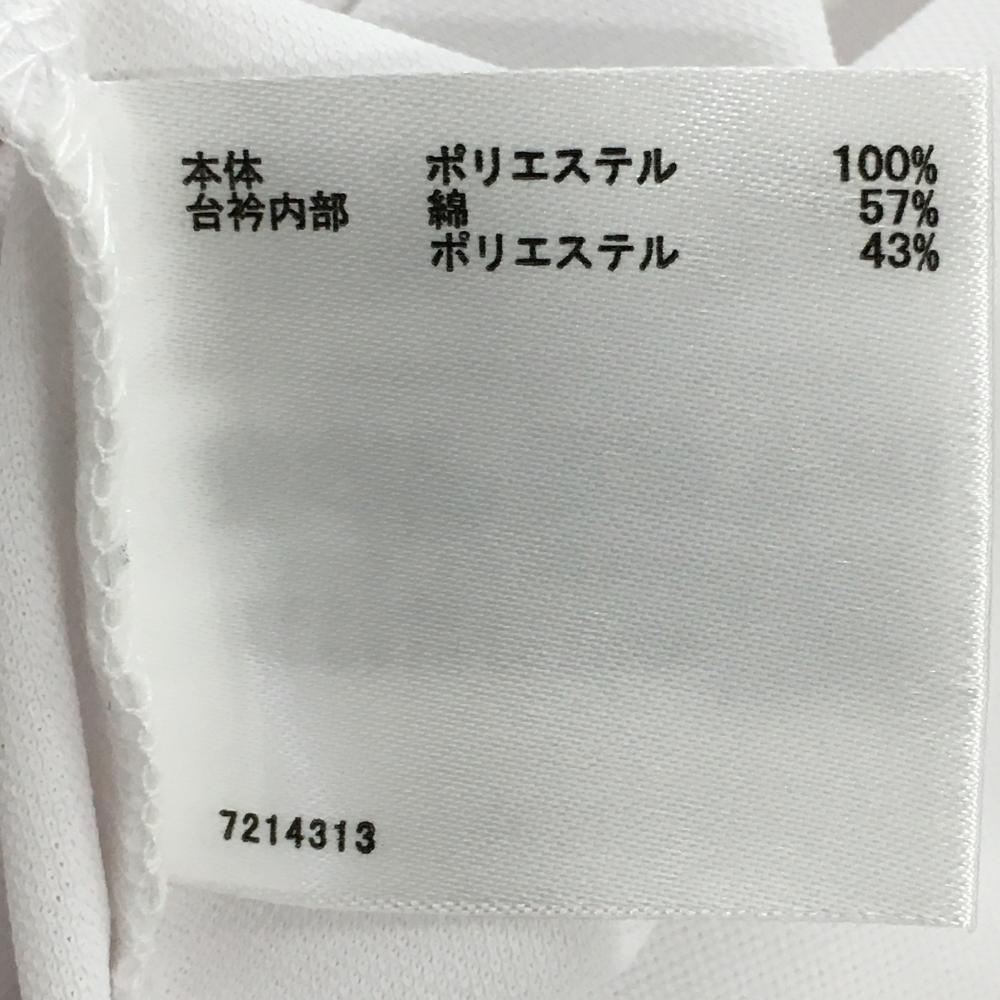 本体 ポリエステル 100%
台衿内部 綿 57%
ポリエステル 43%
7214313